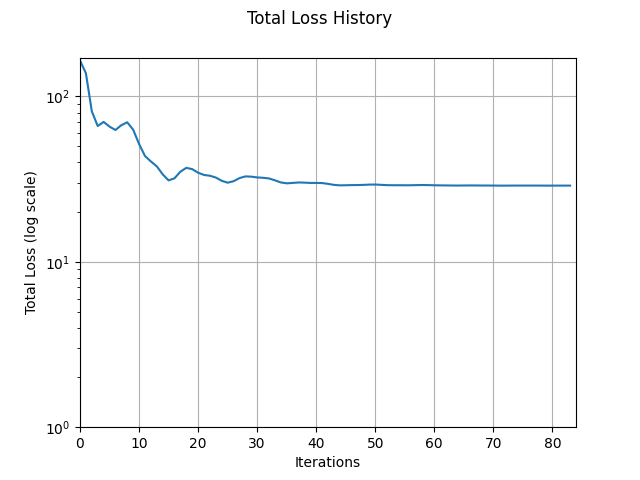 Total Loss History
Total Loss (log scale)
10²
10¹
10⁰
0 10 20 30 40 50 60 70 80
Iterations